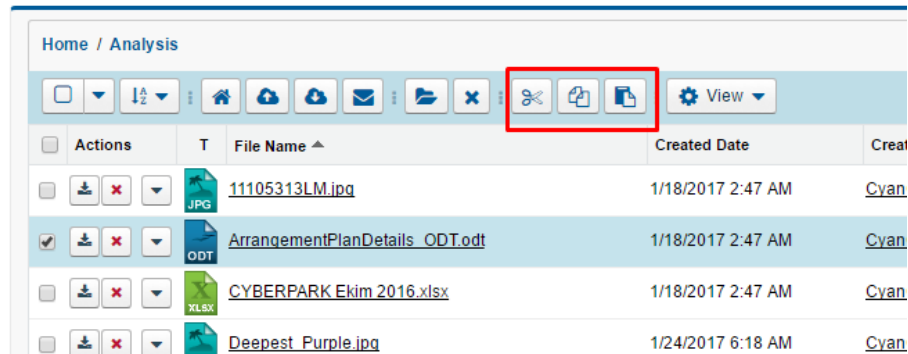 Home / Analysis
View
Actions T File Name Created Date Creat
JPG 11105313LM.jpg 1/18/2017 2:47 AM Cyan
ODT ArrangementPlanDetails_ODT.odt 1/18/2017 2:47 AM Cyan
XLSX CYBERPARK Ekim 2016.xlsx 1/18/2017 2:47 AM Cyan
Deepest_Purple.jpg 1/24/2017 6:18 AM Cyan